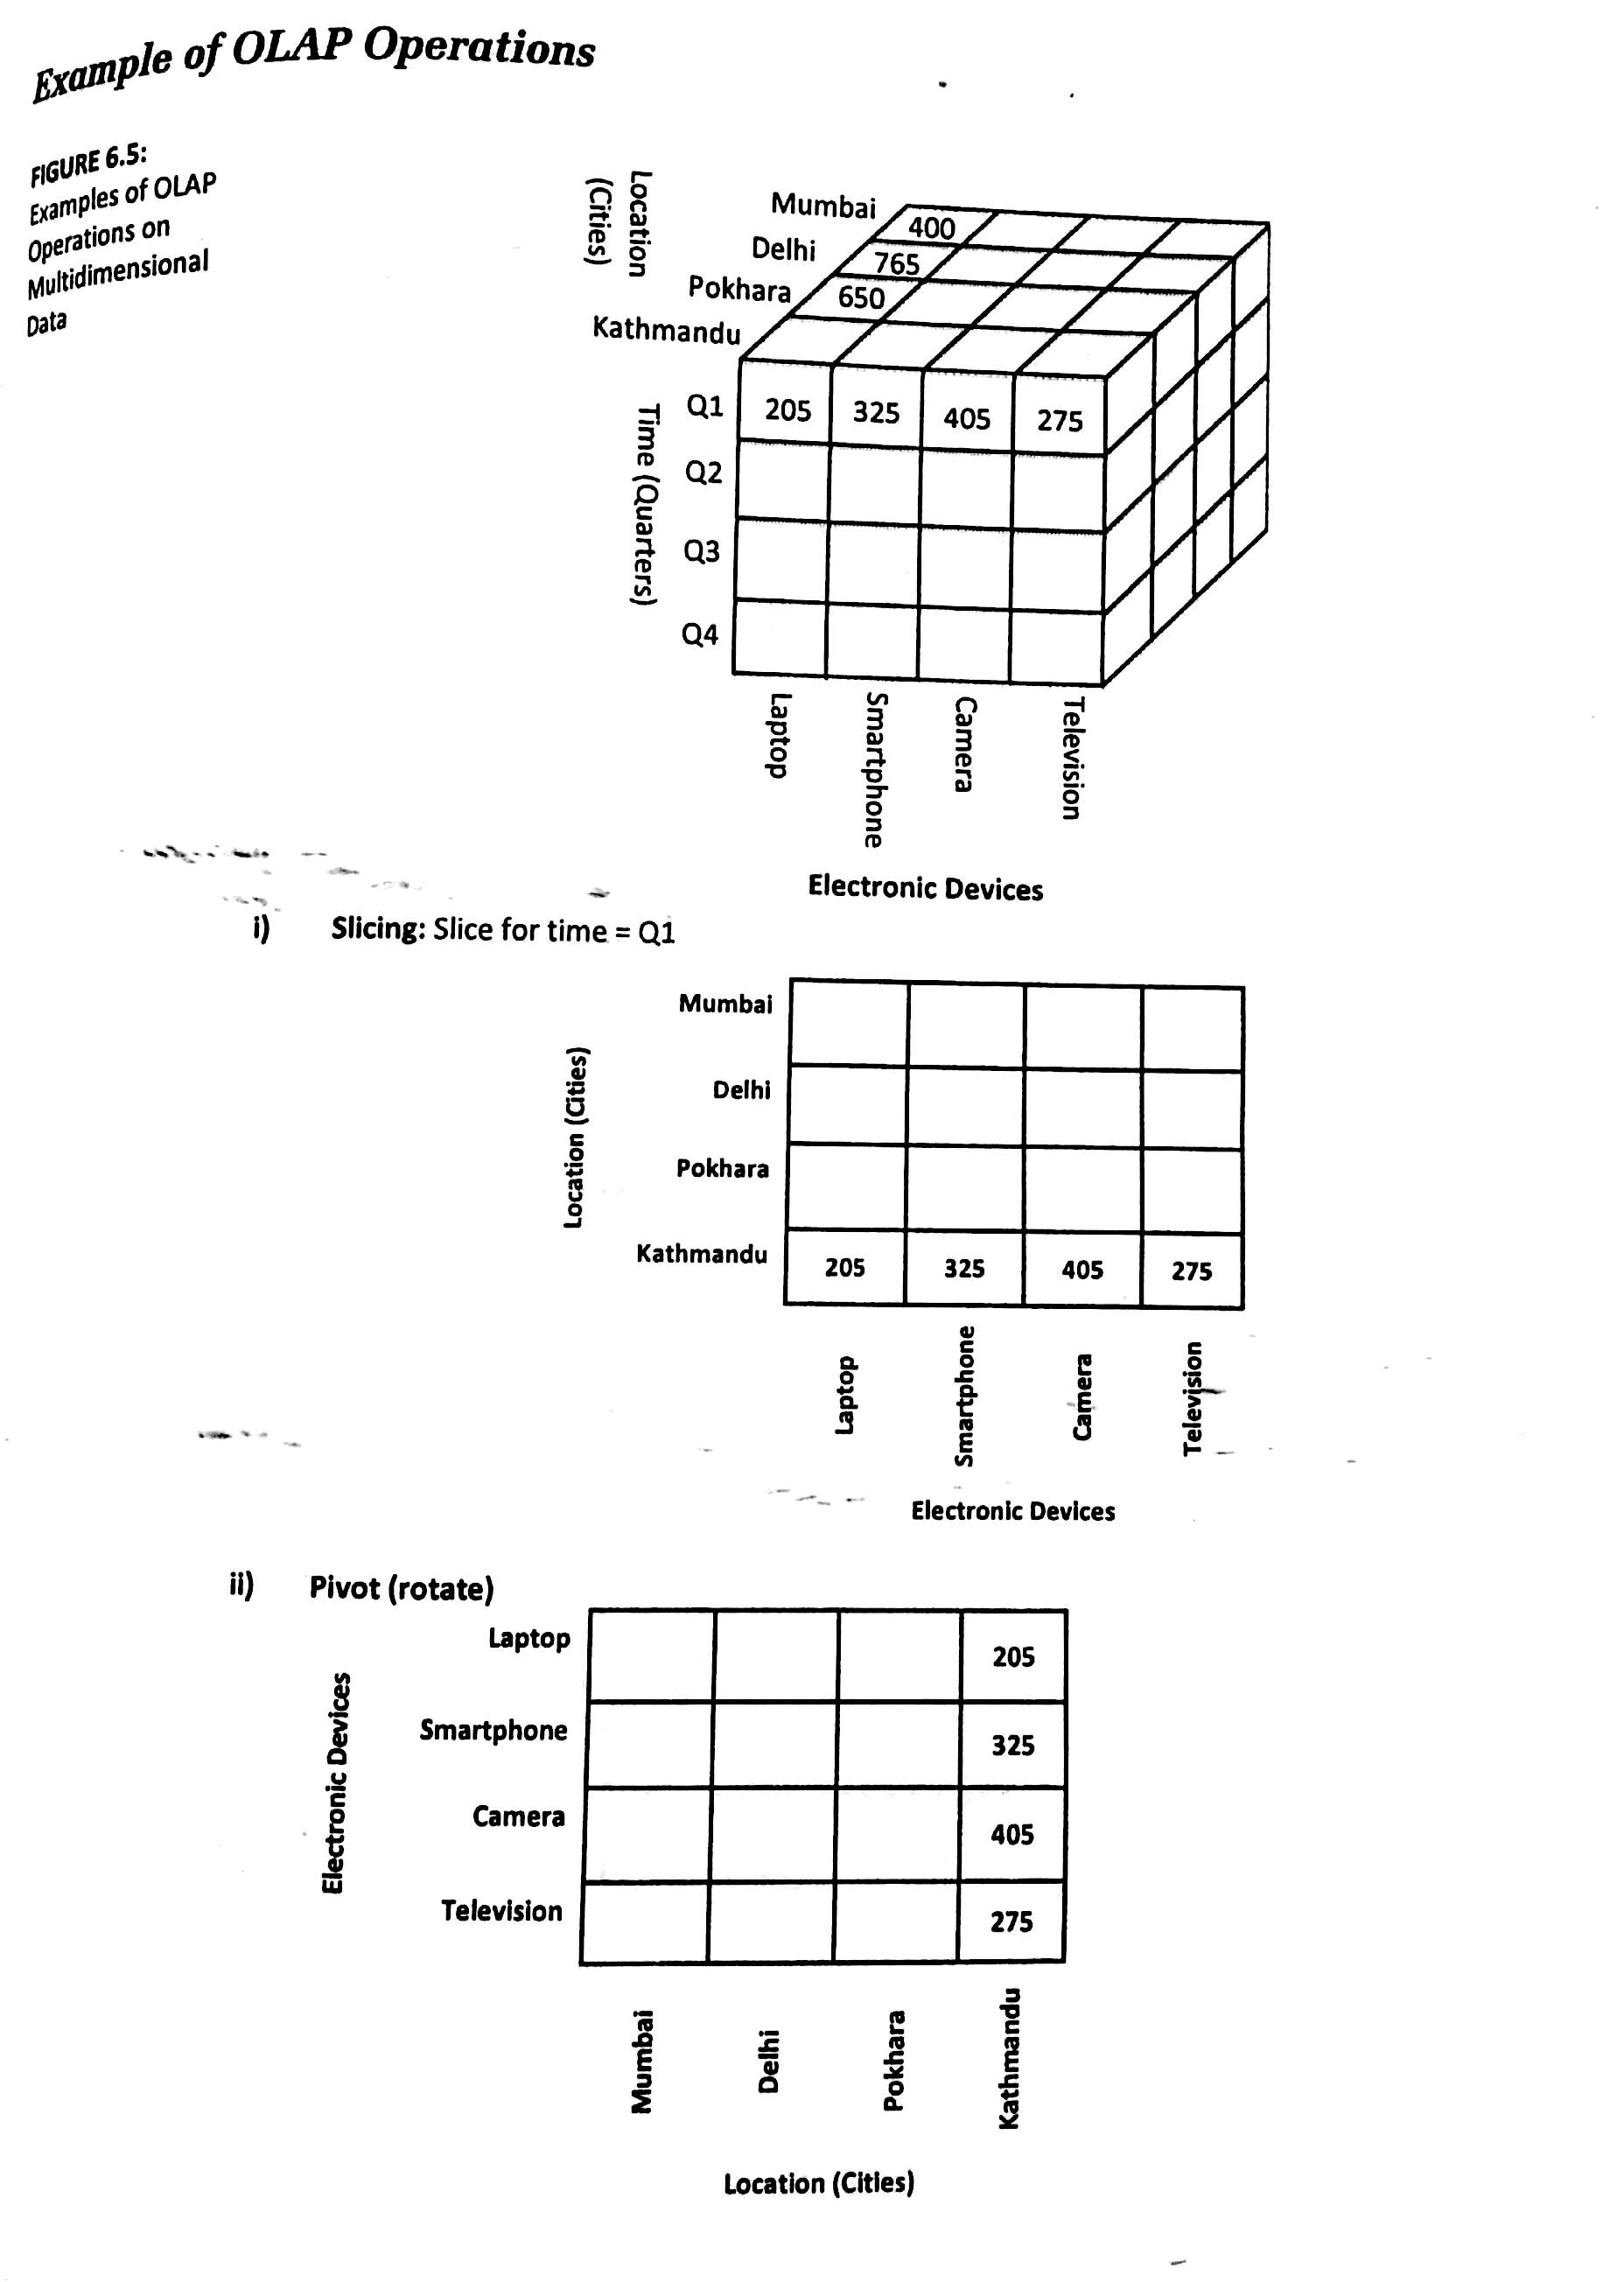 Example of OLAP Operations
FIGURE 6.5:
Examples of OLAP
Operations on
Multidimensional
Data
Location
(Cities)
Mumbai
Delhi
Pokhara
Kathmandu
400
765
650
Time (Quarters)
Q1 205 325 405 275
Q2
Q3
Q4
Laptop
Smartphone
Camera
Television
Electronic Devices
i) Slicing: Slice for time = Q1
Location (Cities)
Mumbai
Delhi
Pokhara
Kathmandu 205 325 405 275
Laptop
Smartphone
Camera
Television
Electronic Devices
ii) Pivot (rotate)
Electronic Devices
Laptop 205
Smartphone 325
Camera 405
Television 275
Mumbai
Delhi
Pokhara
Kathmandu
Location (Cities)